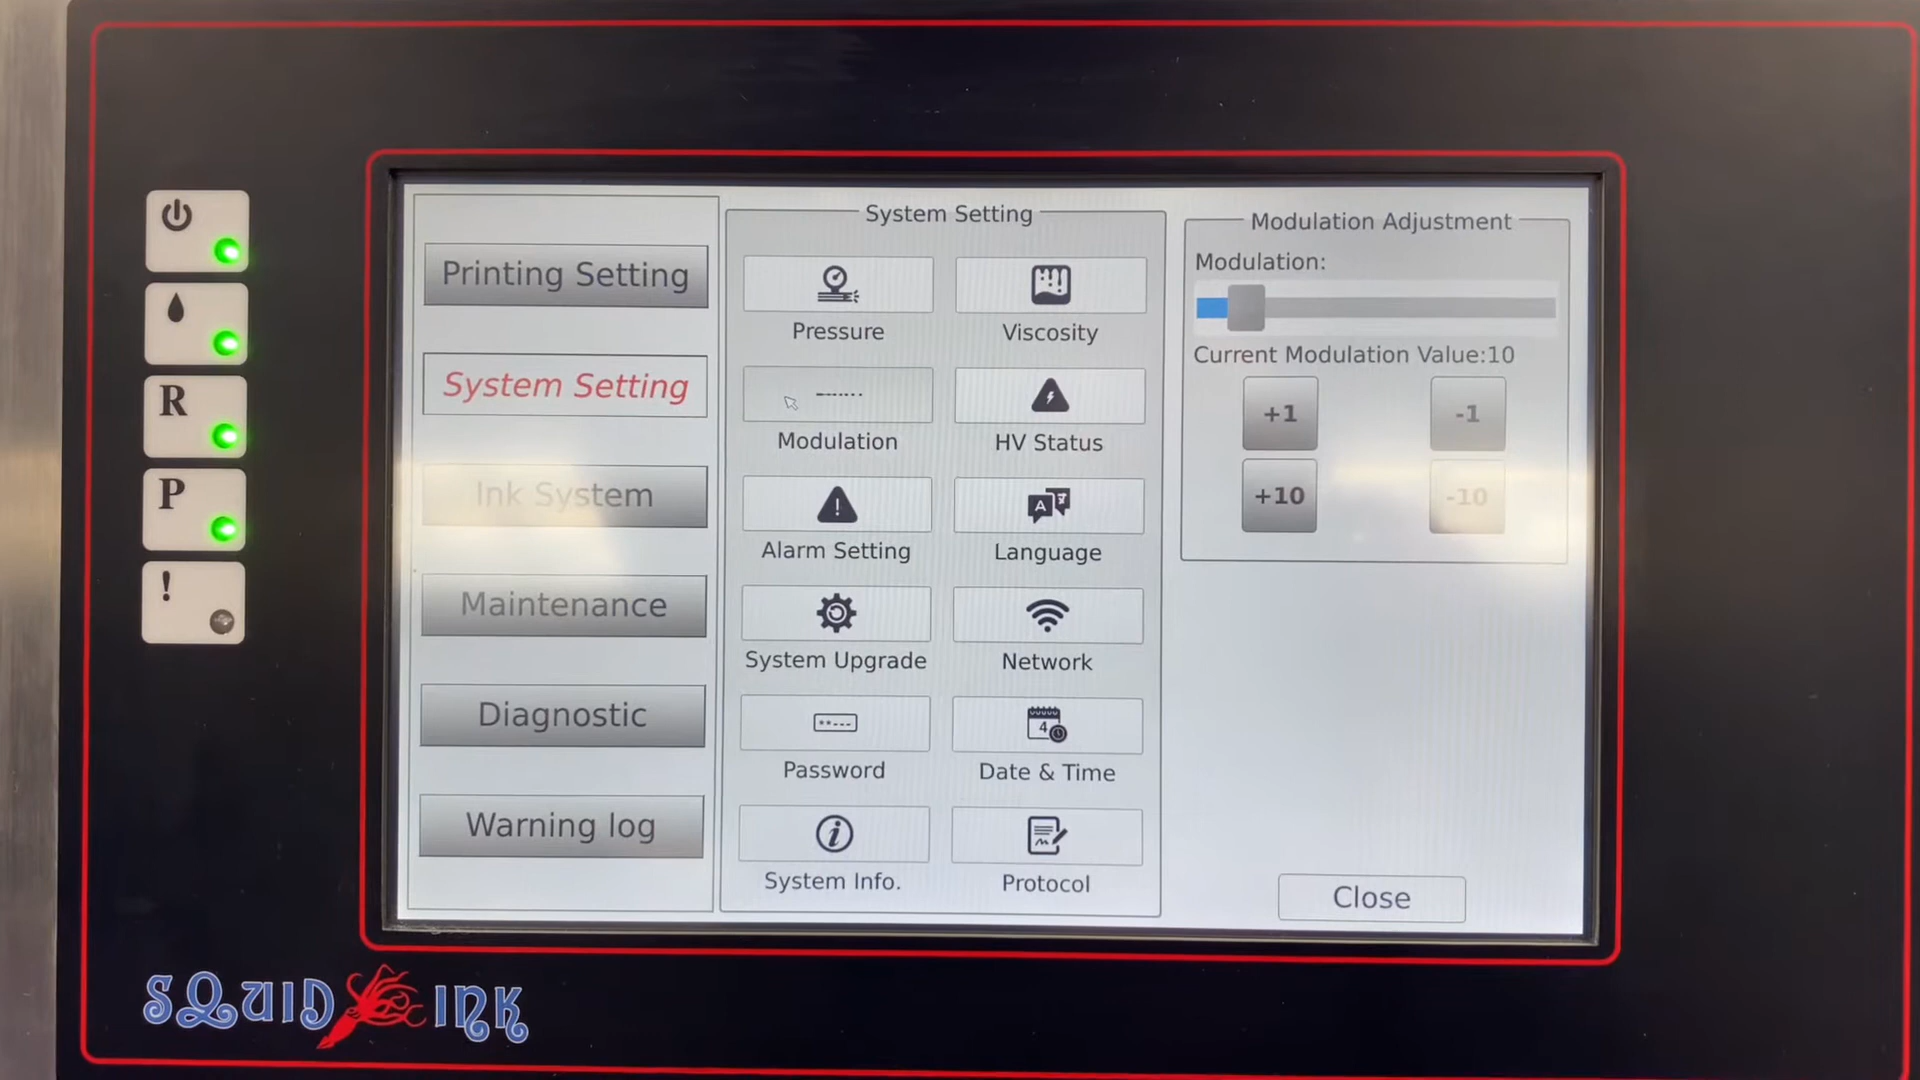 R
P
!
Printing Setting
System Setting
Ink System
Maintenance
Diagnostic
Warning log
System Setting
Pressure
Viscosity
Modulation
HV Status
Alarm Setting
Language
System Upgrade
Network
Password
Date & Time
System Info.
Protocol
Modulation Adjustment
Modulation:
Current Modulation Value:10
+1
-1
+10
-10
Close
SQUID INK